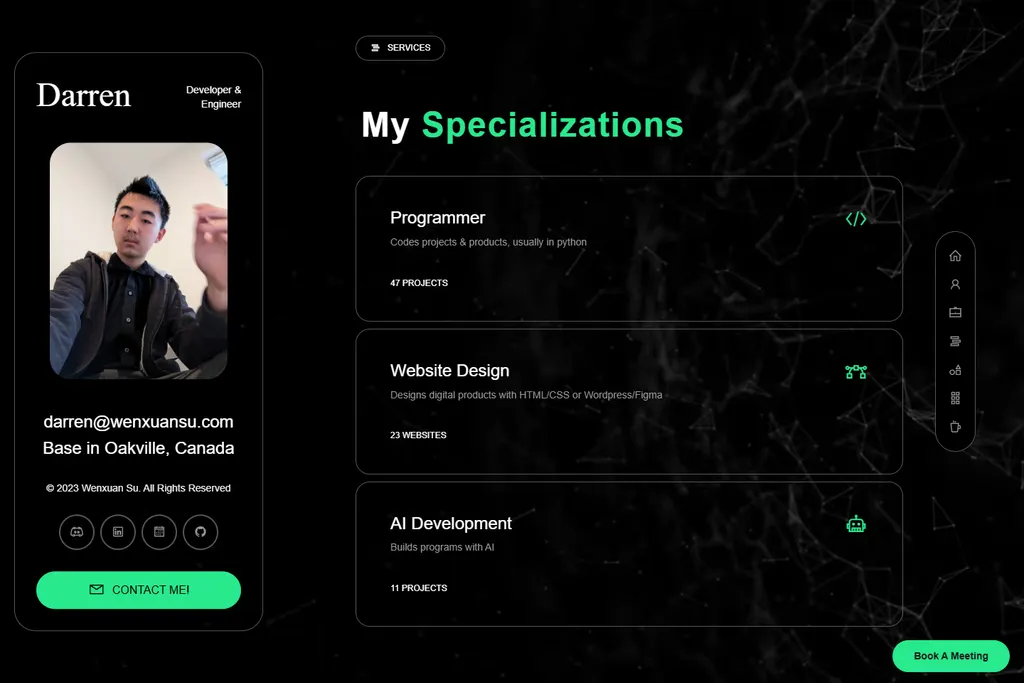 Darren
Developer &
Engineer
darren@wenxuansu.com
Base in Oakville, Canada
© 2023 Wenxuan Su. All Rights Reserved
CONTACT ME!
SERVICES
My Specializations
Programmer
Codes projects & products, usually in python
47 PROJECTS
Website Design
Designs digital products with HTML/CSS or Wordpress/Figma
23 WEBSITES
AI Development
Builds programs with AI
11 PROJECTS
Book A Meeting